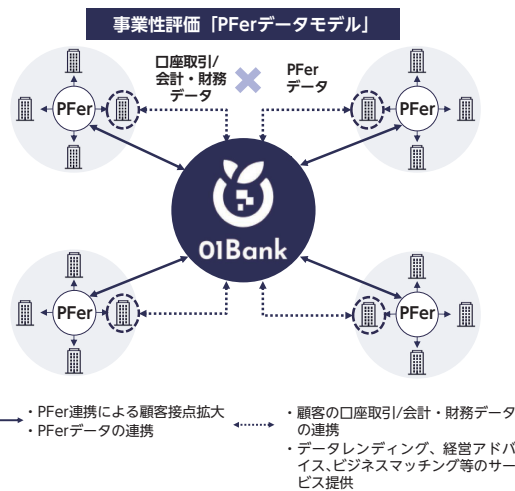 事業性評価「PFerデータモデル」
口座取引/
会計・財務
データ
PFer
データ
PFer
PFer
01Bank
PFer
PFer
・PFer連携による顧客接点拡大
・PFerデータの連携
・顧客の口座取引/会計・財務データ
の連携
・データレンディング、経営アドバ
イス、ビジネスマッチング等のサー
ビス提供